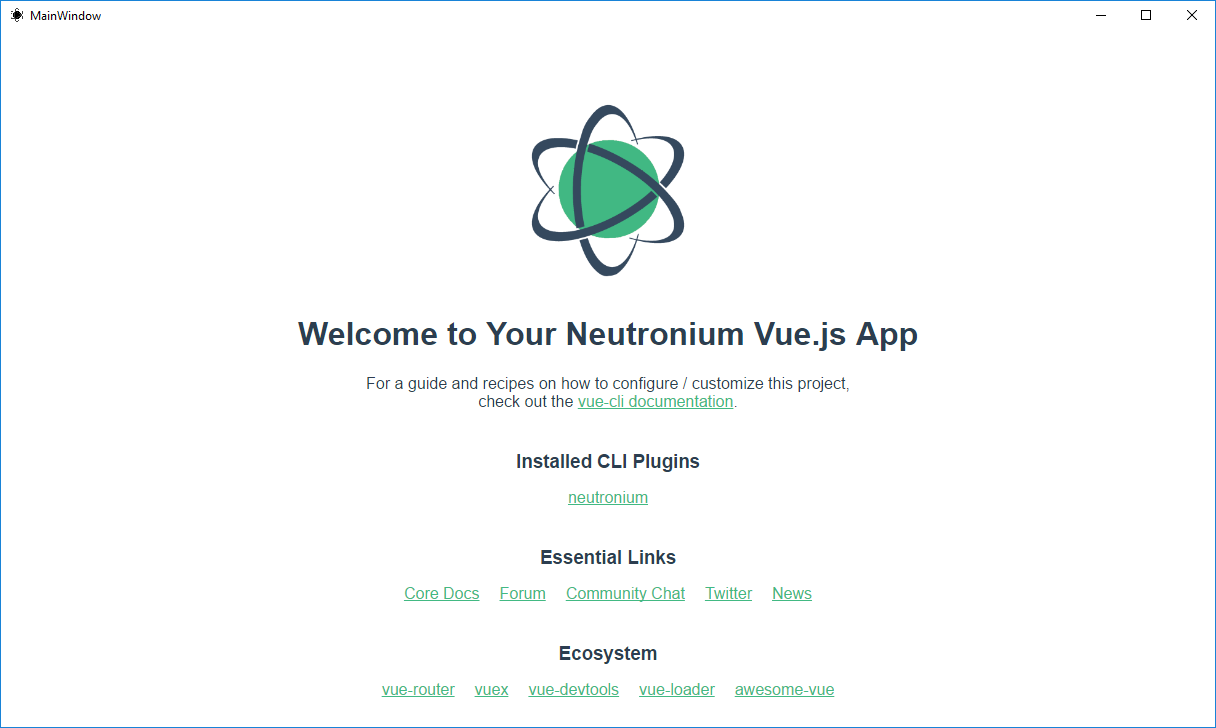 MainWindow
Welcome to Your Neutronium Vue.js App
For a guide and recipes on how to configure / customize this project,
check out the vue-cli documentation.
Installed CLI Plugins
neutronium
Essential Links
Core Docs Forum Community Chat Twitter News
Ecosystem
vue-router vuex vue-devtools vue-loader awesome-vue